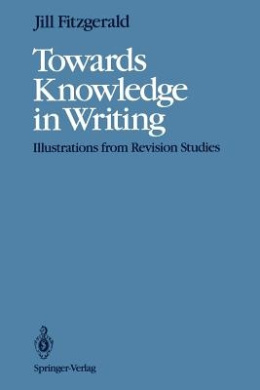 Jill Fitzgerald
Towards
Knowledge
in Writing
Illustrations from Revision Studies
Springer-Verlag